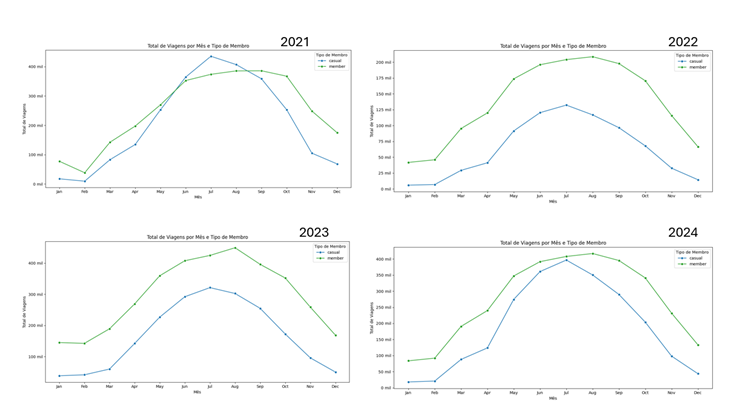 2021
Total de Viagens por Mês e Tipo de Membro
Tipo de Membro
casual
member
400 mil
300 mil
200 mil
100 mil
0 mil
Total de Viagens
Jan Feb Mar Apr May Jun Jul Aug Sep Oct Nov Dec
Mês
2022
Total de Viagens por Mês e Tipo de Membro
Tipo de Membro
casual
member
200 mil
175 mil
150 mil
125 mil
100 mil
75 mil
50 mil
25 mil
0 mil
Total de Viagens
Jan Feb Mar Apr May Jun Jul Aug Sep Oct Nov Dec
Mês
2023
Total de Viagens por Mês e Tipo de Membro
Tipo de Membro
casual
member
400 mil
300 mil
200 mil
100 mil
Total de Viagens
Jan Feb Mar Apr May Jun Jul Aug Sep Oct Nov Dec
Mês
2024
Total de Viagens por Mês e Tipo de Membro
Tipo de Membro
casual
member
400 mil
350 mil
300 mil
250 mil
200 mil
150 mil
100 mil
50 mil
0 mil
Total de Viagens
Jan Feb Mar Apr May Jun Jul Aug Sep Oct Nov Dec
Mês